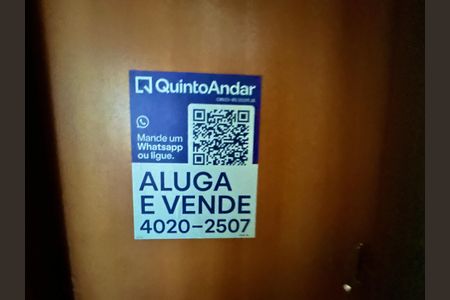 QuintoAndar
Mande um
Whatsapp
ou ligue.
ALUGA
E VENDE
4020-2507